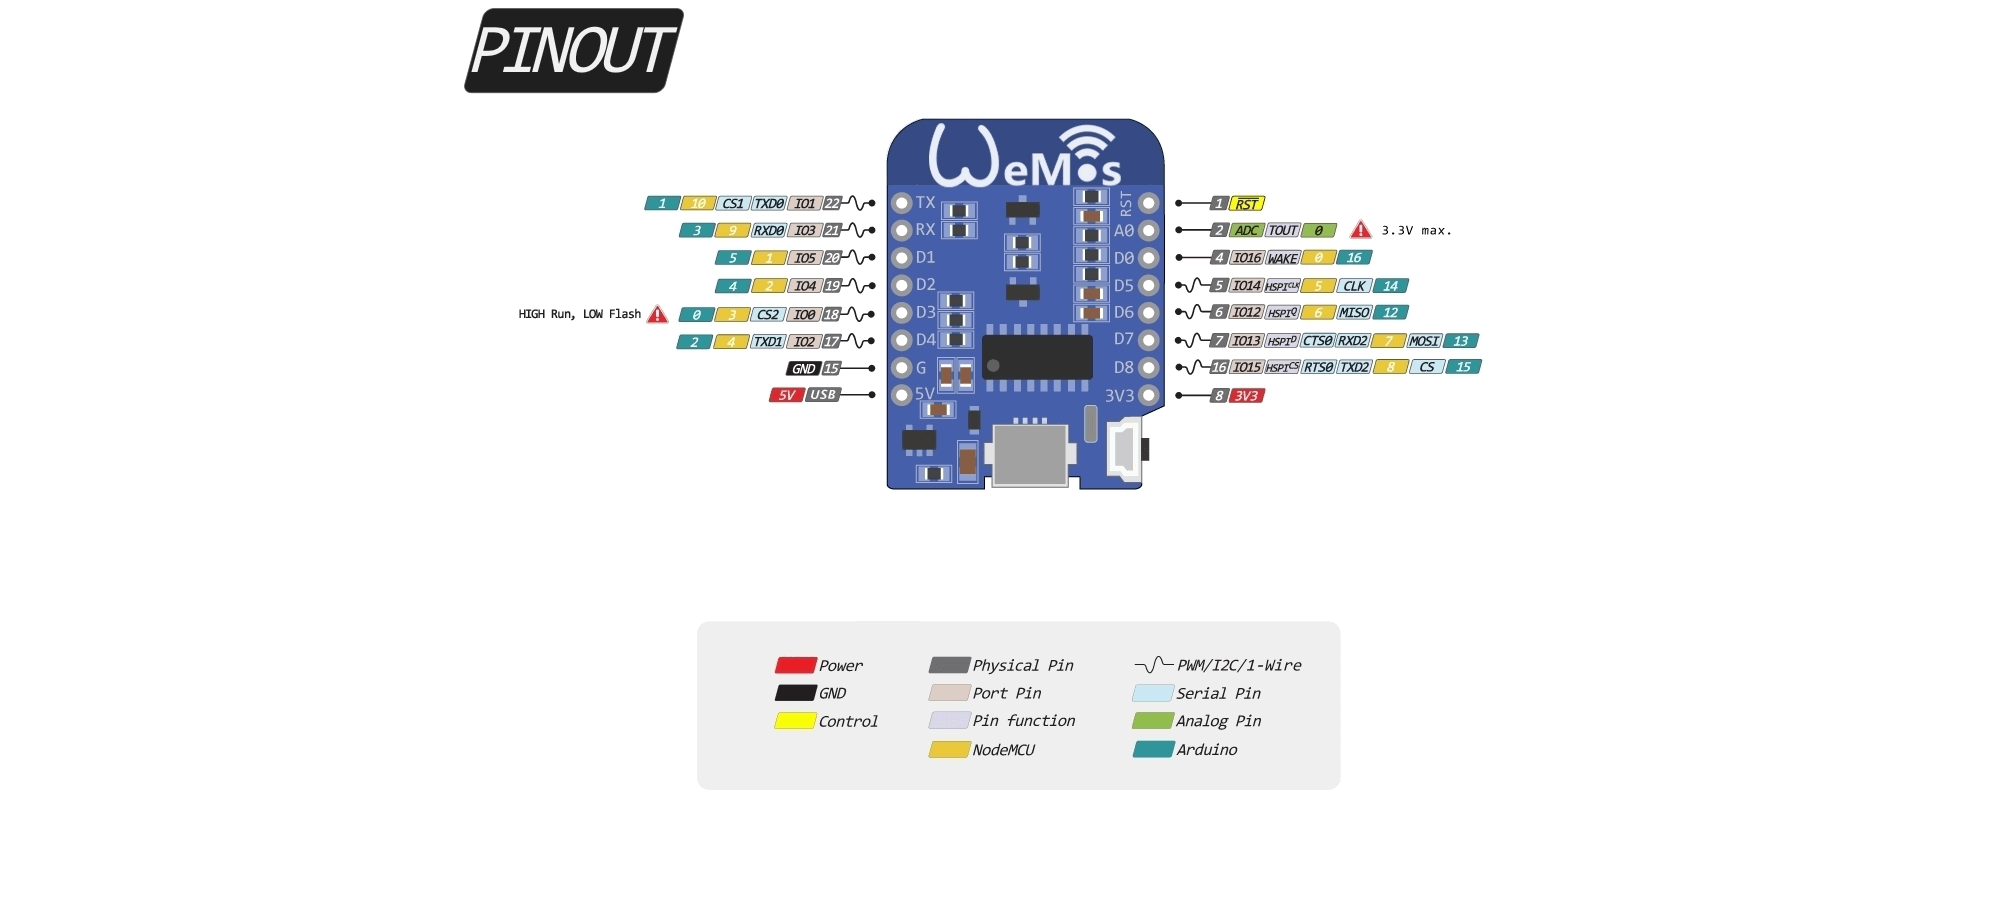 PINOUT
WeMos
1 10 CS1 TXD0 IO1 22 TX RST 1 RST
3 9 RXD0 IO3 21 RX A0 2 ADC TOUT 0 3.3V max.
5 1 IO5 20 D1 D0 4 IO16 WAKE 0 16
4 2 IO4 19 D2 D5 5 IO14 HSPICLK 5 CLK 14
HIGH Run, LOW Flash 0 3 CS2 IO0 18 D3 D6 6 IO12 HSPIQ 6 MISO 12
2 4 TXD1 IO2 17 D4 D7 7 IO13 HSPID CTS0 RXD2 7 MOSI 13
GND 15 G D8 16 IO15 HSPICS RTS0 TXD2 8 CS 15
5V USB 5V 3V3 8 3V3
Power Physical Pin PWM/I2C/1-Wire
GND Port Pin Serial Pin
Control Pin function Analog Pin
NodeMCU Arduino